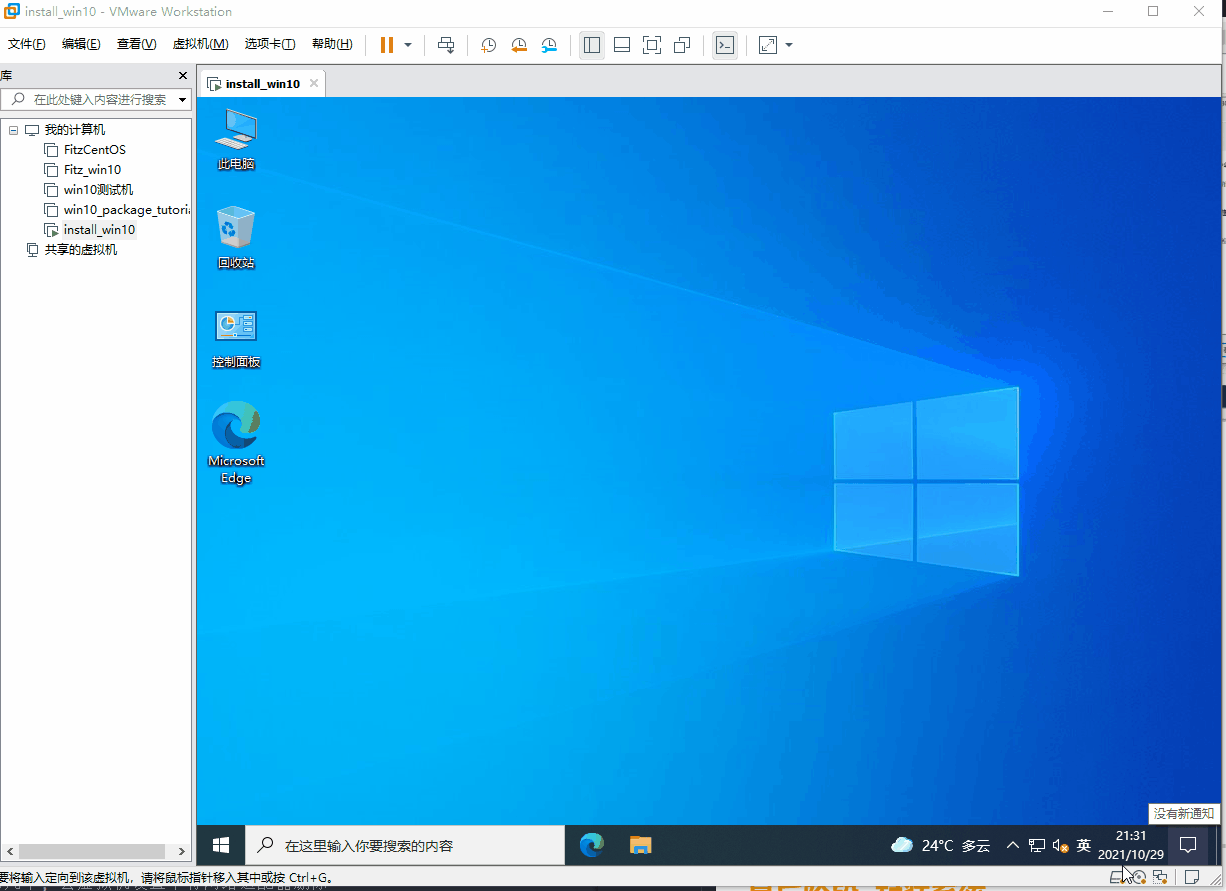 install_win10 - VMware Workstation
文件(F) 编辑(E) 查看(V) 虚拟机(M) 选项卡(T) 帮助(H)
库
在此处键入内容进行搜索
我的计算机
FitzCentOS
Fitz_win10
win10测试机
win10_package_tutori
install_win10
共享的虚拟机
install_win10
此电脑
回收站
控制面板
Microsoft
Edge
没有新通知
在这里输入你要搜索的内容
24°C 多云
英
21:31
2021/10/29
要将输入定向到该虚拟机，请将鼠标指针移入其中或按 Ctrl+G。